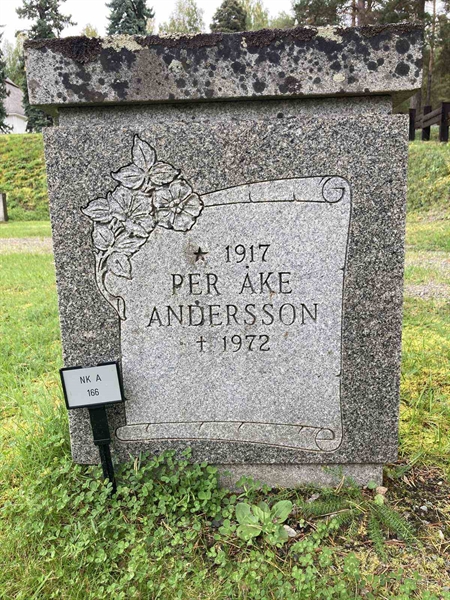 ★ 1917
PER ÅKE
ANDERSSON
† 1972
NK A
166